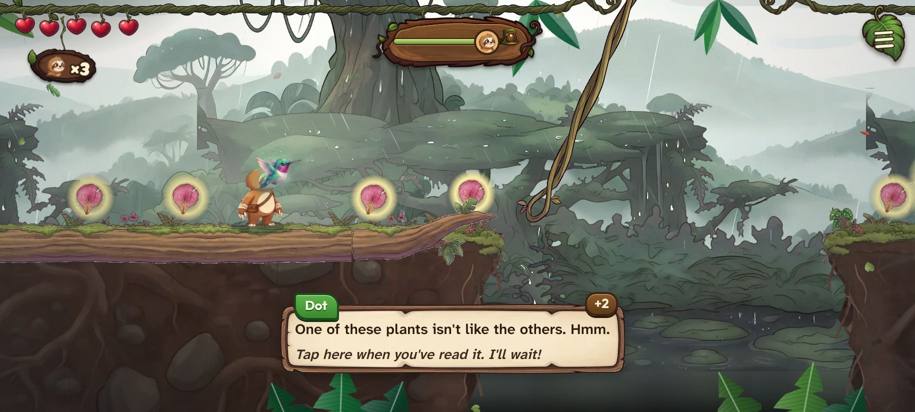 ×3
Dot
+2
One of these plants isn't like the others. Hmm.
Tap here when you've read it. I'll wait!